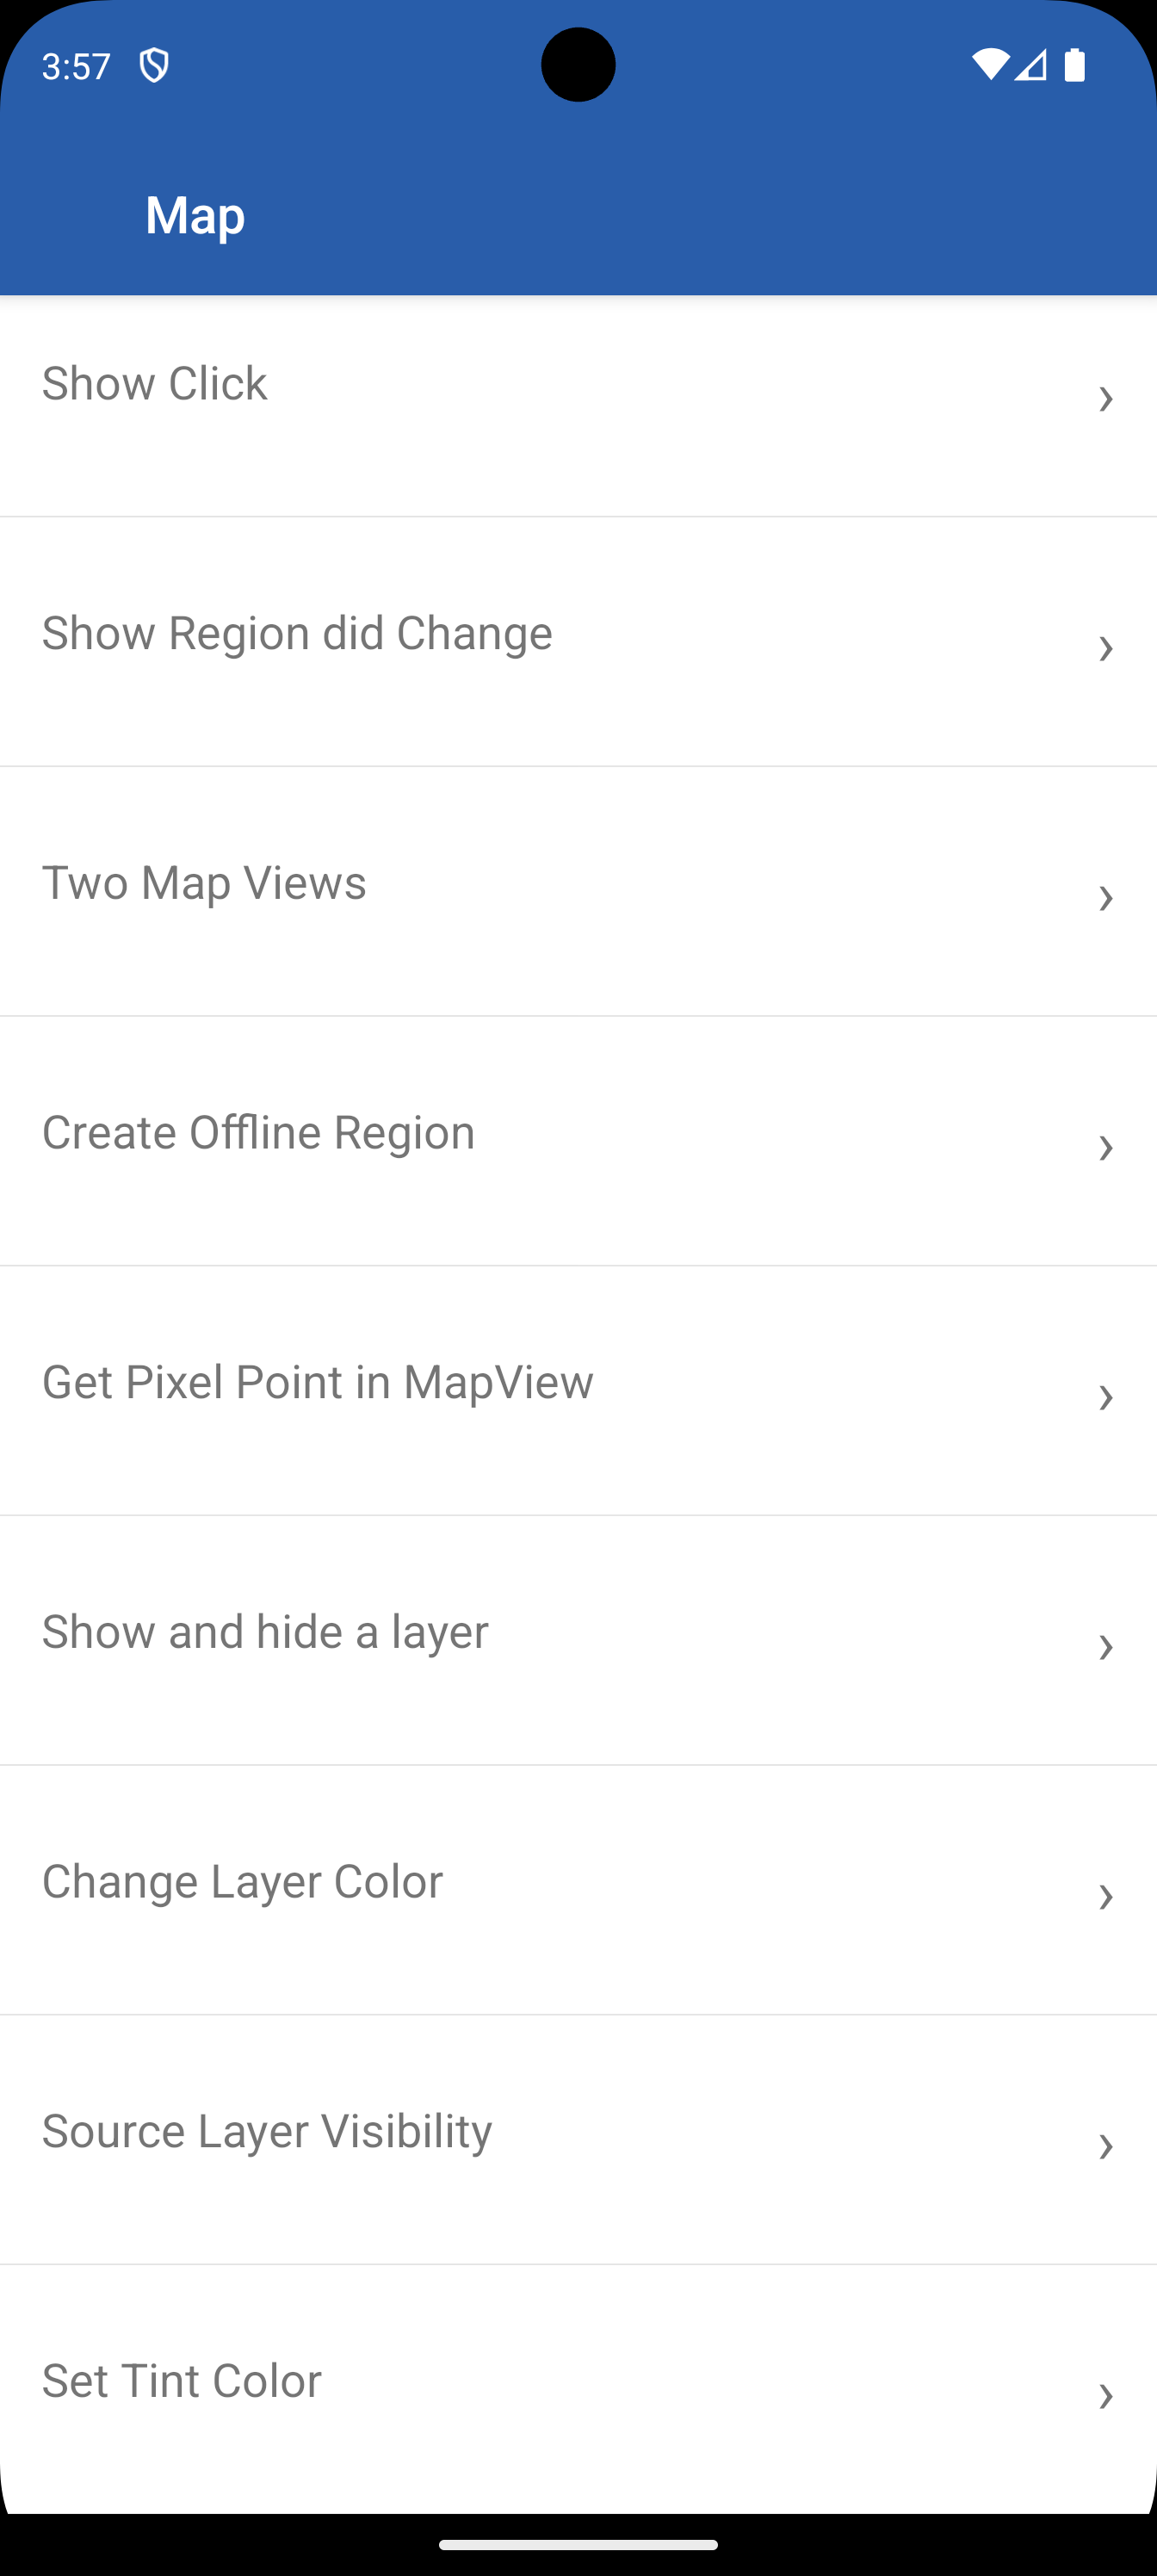 3:57
Map
Show Click
Show Region did Change
Two Map Views
Create Offline Region
Get Pixel Point in MapView
Show and hide a layer
Change Layer Color
Source Layer Visibility
Set Tint Color